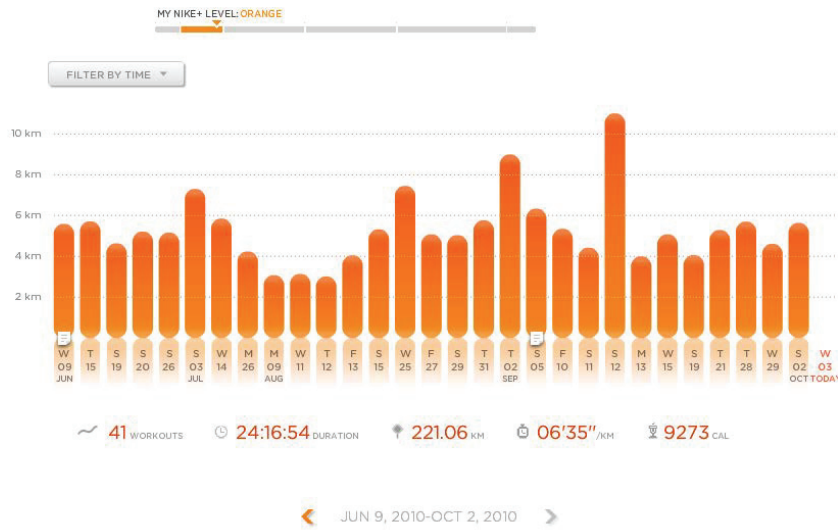 MY NIKE+ LEVEL: ORANGE
FILTER BY TIME
10 km
8 km
6 km
4 km
2 km
W T S S S S W M M W T F S W F S T T S F S S M W S T T W S W
09 15 19 20 26 03 14 26 09 11 12 13 15 25 27 29 31 02 05 10 11 12 13 15 19 21 28 29 02 03
JUN JUL AUG SEP OCT TODAY
41 WORKOUTS 24:16:54 DURATION 221.06 KM 06'35"/KM 9273 CAL
JUN 9, 2010-OCT 2, 2010